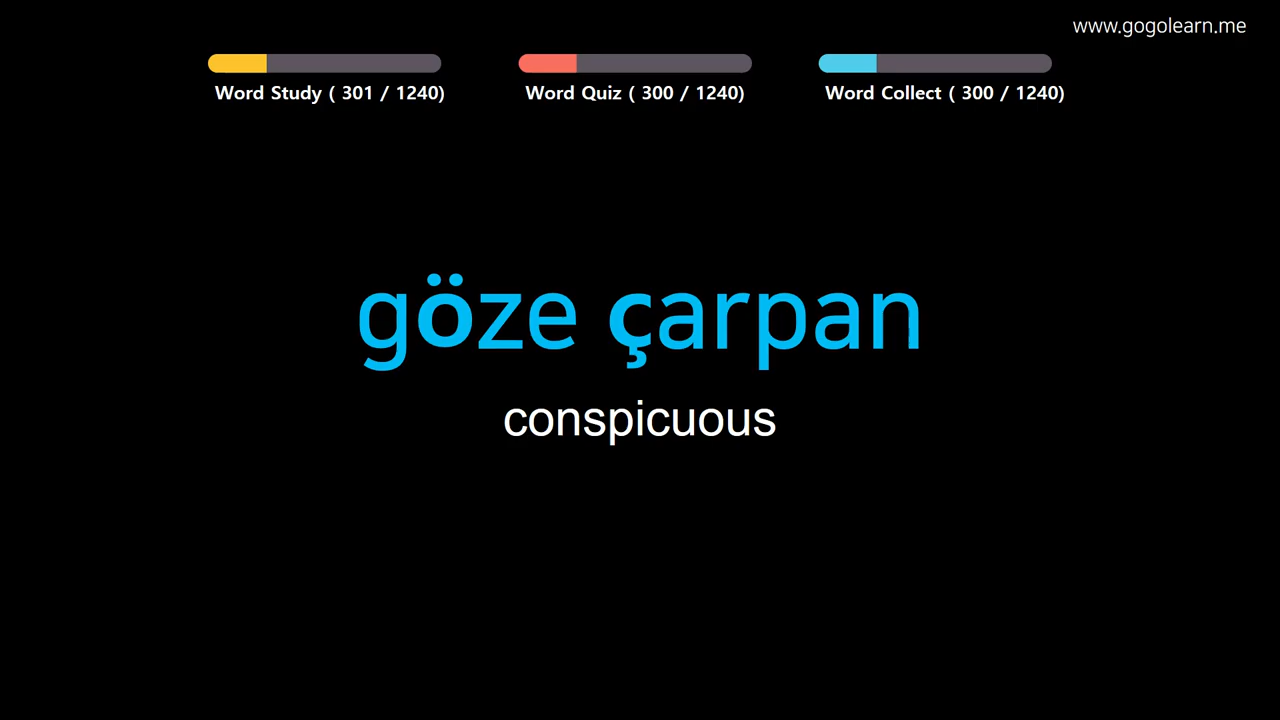 www.gogolearn.me
Word Study ( 301 / 1240)
Word Quiz ( 300 / 1240)
Word Collect ( 300 / 1240)
göze çarpan
conspicuous